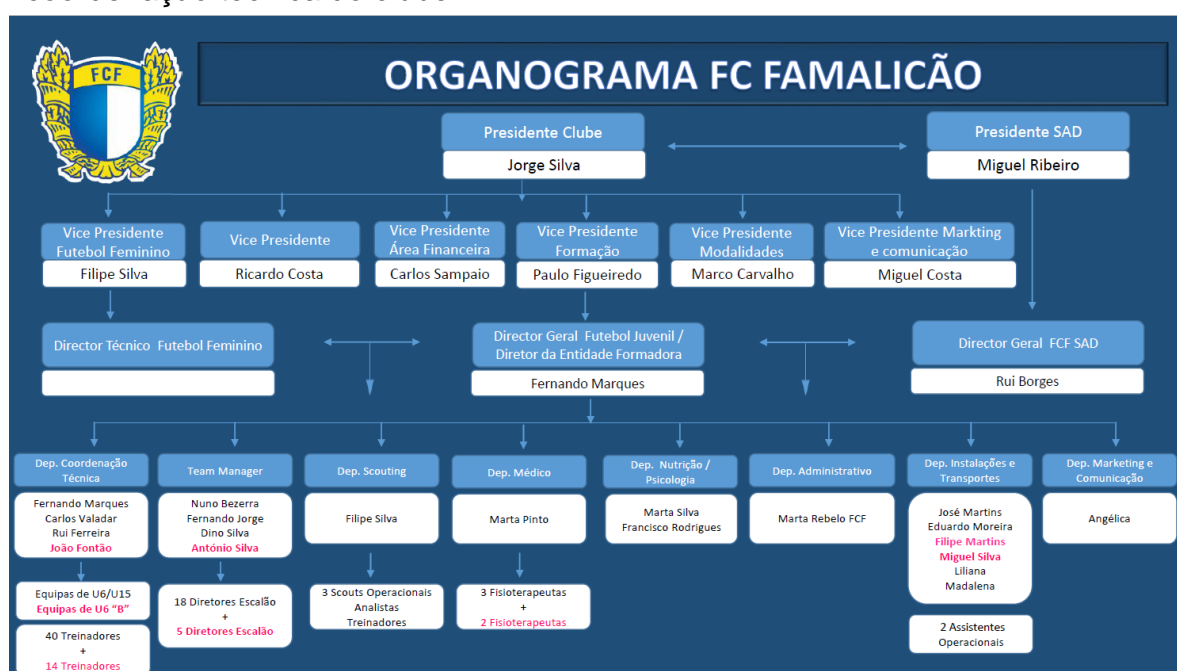 FCF
ORGANOGRAMA FC FAMALICÃO
Presidente Clube
Jorge Silva
Presidente SAD
Miguel Ribeiro
Vice Presidente
Futebol Feminino
Filipe Silva
Vice Presidente
Ricardo Costa
Vice Presidente
Área Financeira
Carlos Sampaio
Vice Presidente
Formação
Paulo Figueiredo
Vice Presidente
Modalidades
Marco Carvalho
Vice Presidente Markting
e comunicação
Miguel Costa
Director Técnico Futebol Feminino
Director Geral Futebol Juvenil /
Diretor da Entidade Formadora
Fernando Marques
Director Geral FCF SAD
Rui Borges
Dep. Coordenação
Técnica
Fernando Marques
Carlos Valadar
Rui Ferreira
João Fontão
Equipas de U6/U15
Equipas de U6 “B”
40 Treinadores
+
14 Treinadores
Team Manager
Nuno Bezerra
Fernando Jorge
Dino Silva
António Silva
18 Diretores Escalão
+
5 Diretores Escalão
Dep. Scouting
Filipe Silva
3 Scouts Operacionais
Analistas
Treinadores
Dep. Médico
Marta Pinto
3 Fisioterapeutas
+
2 Fisioterapeutas
Dep. Nutrição /
Psicologia
Marta Silva
Francisco Rodrigues
Dep. Administrativo
Marta Rebelo FCF
Dep. Instalações e
Transportes
José Martins
Eduardo Moreira
Filipe Martins
Miguel Silva
Liliana
Madalena
2 Assistentes
Operacionais
Dep. Marketing e
Comunicação
Angélica